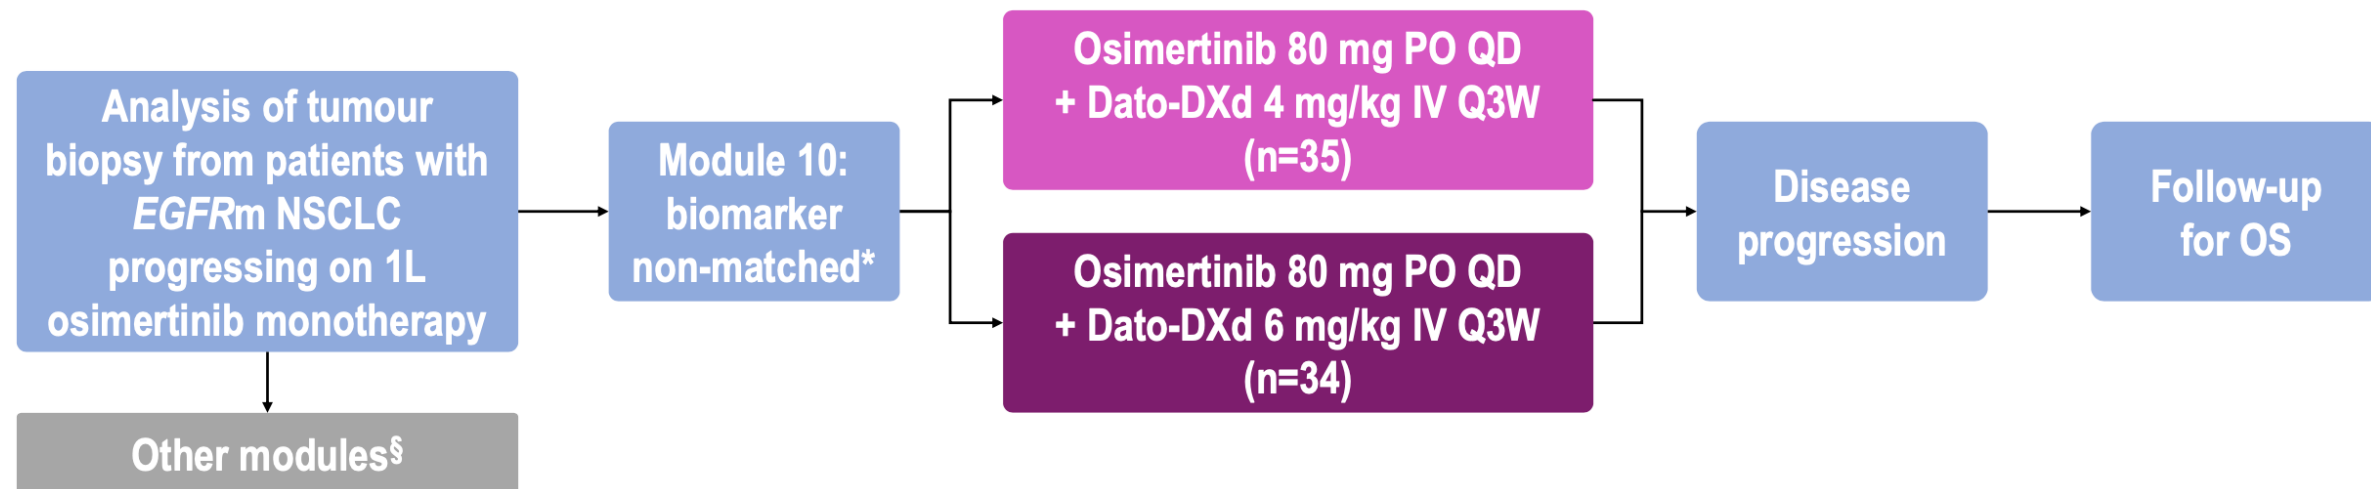 Analysis of tumour
biopsy from patients with
EGFRm NSCLC
progressing on 1L
osimertinib monotherapy
Other modules§
Module 10:
biomarker
non-matched*
Osimertinib 80 mg PO QD
+ Dato-DXd 4 mg/kg IV Q3W
(n=35)
Osimertinib 80 mg PO QD
+ Dato-DXd 6 mg/kg IV Q3W
(n=34)
Disease
progression
Follow-up
for OS